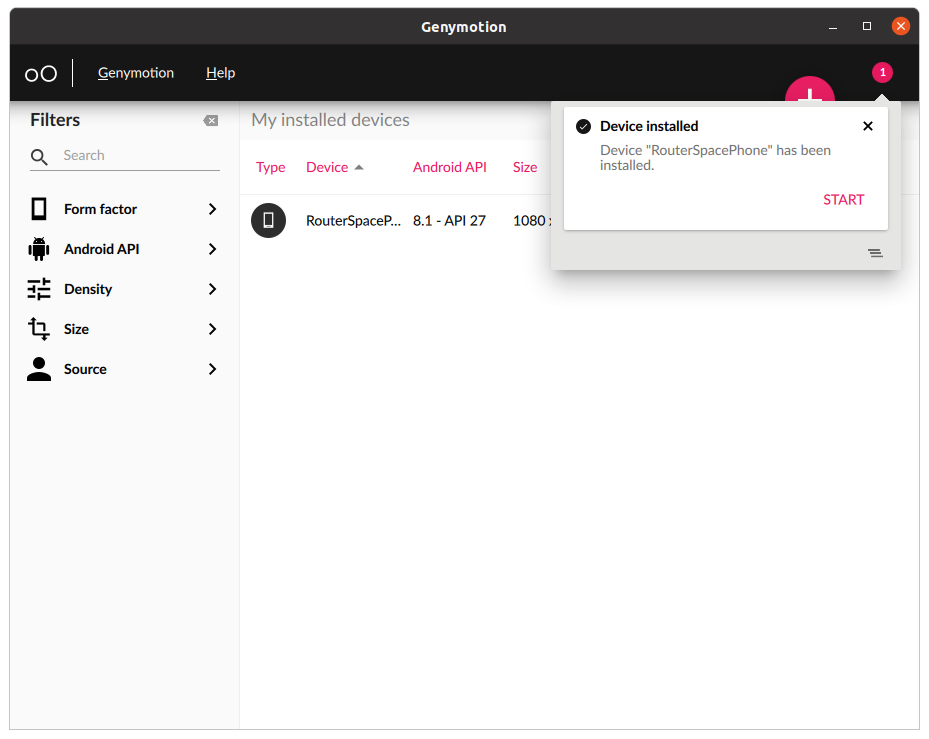 Genymotion
Genymotion Help
1
Filters
Search
Form factor
Android API
Density
Size
Source
My installed devices
Type Device Android API Size
RouterSpaceP... 8.1 - API 27 1080 x
Device installed
Device "RouterSpacePhone" has been
installed.
START